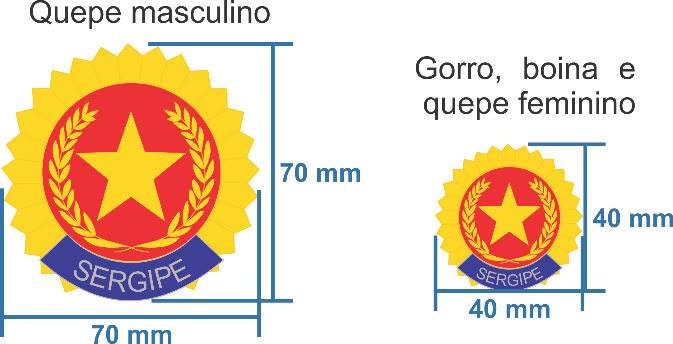 Quepe masculino
70 mm
SERGIPE
70 mm
Gorro, boina e
quepe feminino
40 mm
SERGIPE
40 mm